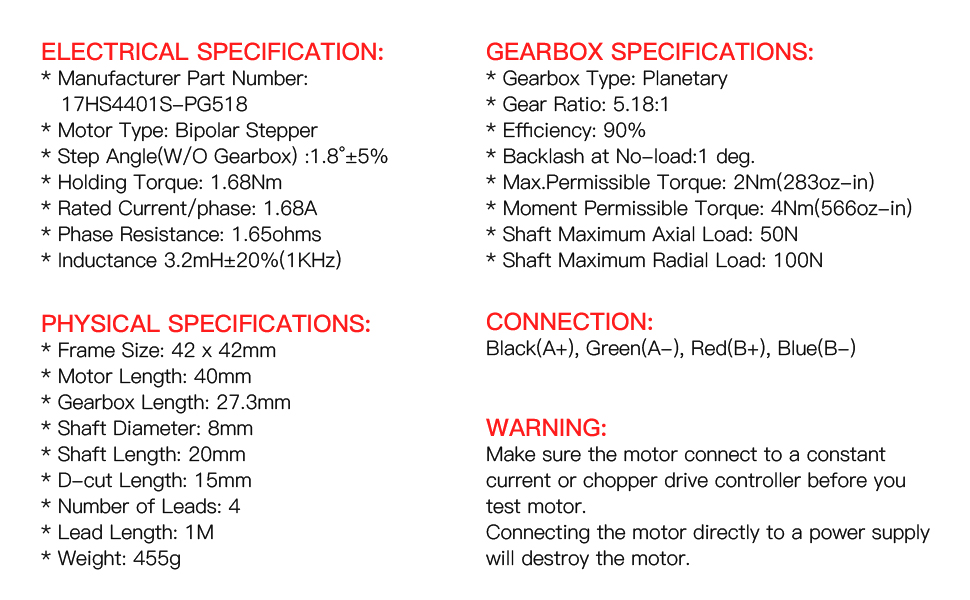 ELECTRICAL SPECIFICATION:
* Manufacturer Part Number:
17HS4401S-PG518
* Motor Type: Bipolar Stepper
* Step Angle(W/O Gearbox) :1.8°±5%
* Holding Torque: 1.68Nm
* Rated Current/phase: 1.68A
* Phase Resistance: 1.65ohms
* Inductance 3.2mH±20%(1KHz)
PHYSICAL SPECIFICATIONS:
* Frame Size: 42 x 42mm
* Motor Length: 40mm
* Gearbox Length: 27.3mm
* Shaft Diameter: 8mm
* Shaft Length: 20mm
* D-cut Length: 15mm
* Number of Leads: 4
* Lead Length: 1M
* Weight: 455g
GEARBOX SPECIFICATIONS:
* Gearbox Type: Planetary
* Gear Ratio: 5.18:1
* Efficiency: 90%
* Backlash at No-load:1 deg.
* Max.Permissible Torque: 2Nm(283oz-in)
* Moment Permissible Torque: 4Nm(566oz-in)
* Shaft Maximum Axial Load: 50N
* Shaft Maximum Radial Load: 100N
CONNECTION:
Black(A+), Green(A-), Red(B+), Blue(B-)
WARNING:
Make sure the motor connect to a constant
current or chopper drive controller before you
test motor.
Connecting the motor directly to a power supply
will destroy the motor.